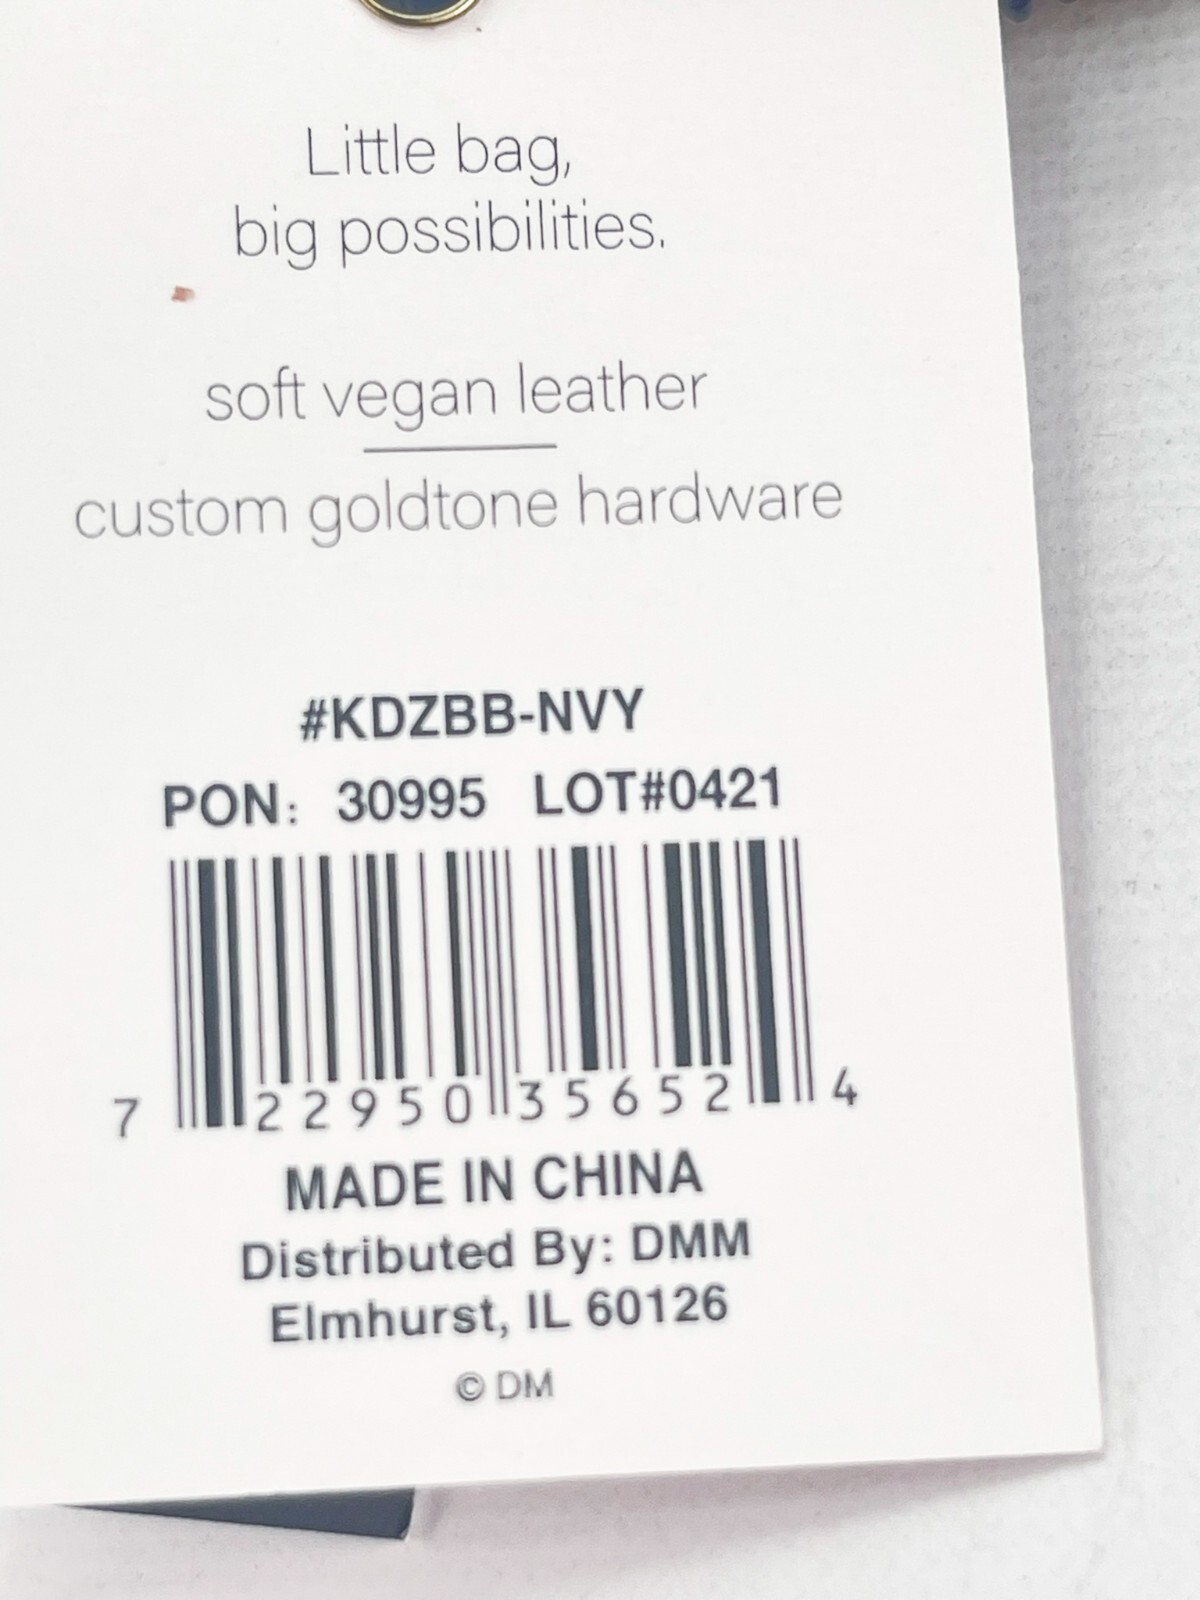 Little bag,
big possibilities.
soft vegan leather
custom goldtone hardware
#KDZBB-NVY
PON: 30995 LOT#0421
7 22950 35652 4
MADE IN CHINA
Distributed By: DMM
Elmhurst, IL 60126
© DM